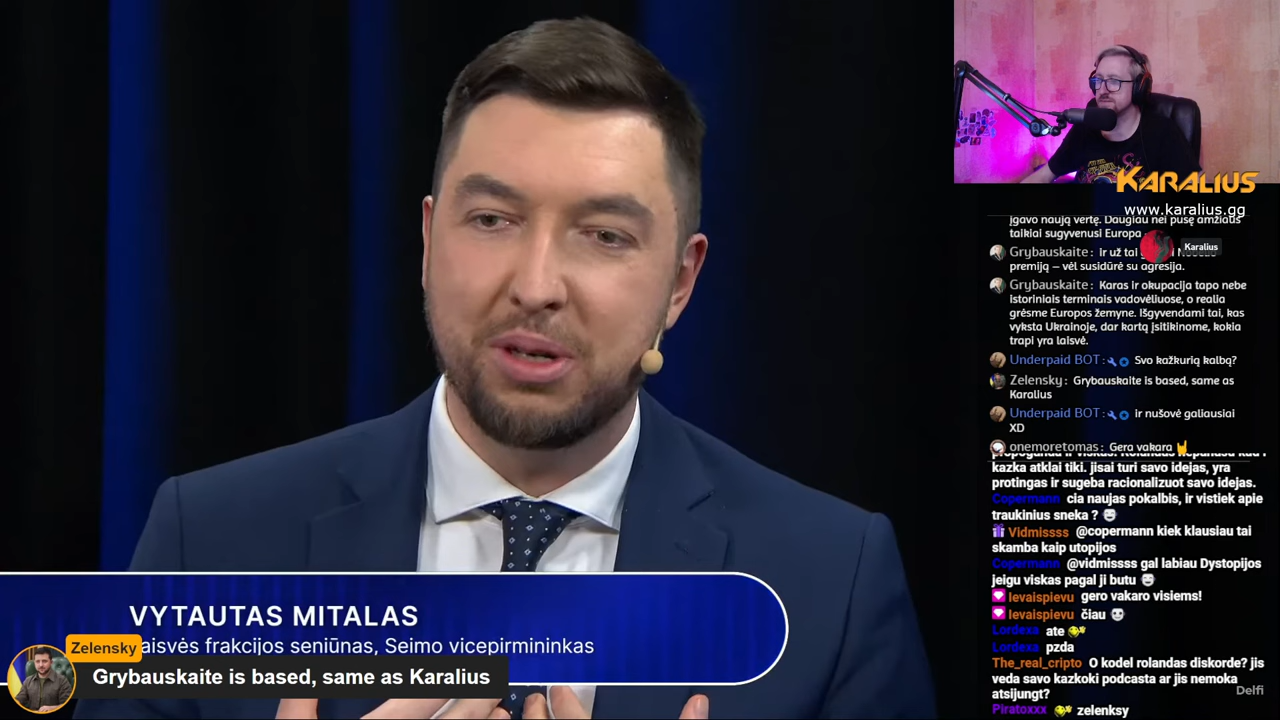 KARALIUS
www.karalius.gg
įgavo naują vertę. Daugiau nei pusę amžiaus
taikiai sugyvenusi Europa
Karalius
Grybauskaite : ir už tai
premiją – vėl susidūrė su agresija.
Grybauskaite : Karas ir okupacija tapo nebe
istoriniais terminais vadovėliuose, o realia
grėsme Europos žemyne. Išgyvendami tai, kas
vyksta Ukrainoje, dar kartą įsitikinome, kokia
trapi yra laisvė.
Underpaid BOT : Svo kažkurią kalbą?
Zelensky : Grybauskaite is based, same as
Karalius
Underpaid BOT : ir nušovė galiausiai
XD
onemoretomas : Gera vakara 🤘
kazka atklai tiki. jisai turi savo idejas, yra
protingas ir sugeba racionalizuot savo idejas.
Copermann cia naujas pokalbis, ir vistiek apie
traukinius sneka ?
Vidmissss @copermann kiek klausiau tai
skamba kaip utopijos
Copermann @vidmissss gal labiau Dystopijos
jeigu viskas pagal ji butu
Ievaispievu gero vakaro visiems!
Ievaispievu čiau
Lordexa ate
Lordexa pzda
The_real_cripto O kodel rolandas diskorde? jis
veda savo kazkoki podcasta ar jis nemoka
atsijungt?
Piratoxxx zelenksy
Delfi
VYTAUTAS MITALAS
aisvės frakcijos seniūnas, Seimo vicepirmininkas
Zelensky
Grybauskaite is based, same as Karalius